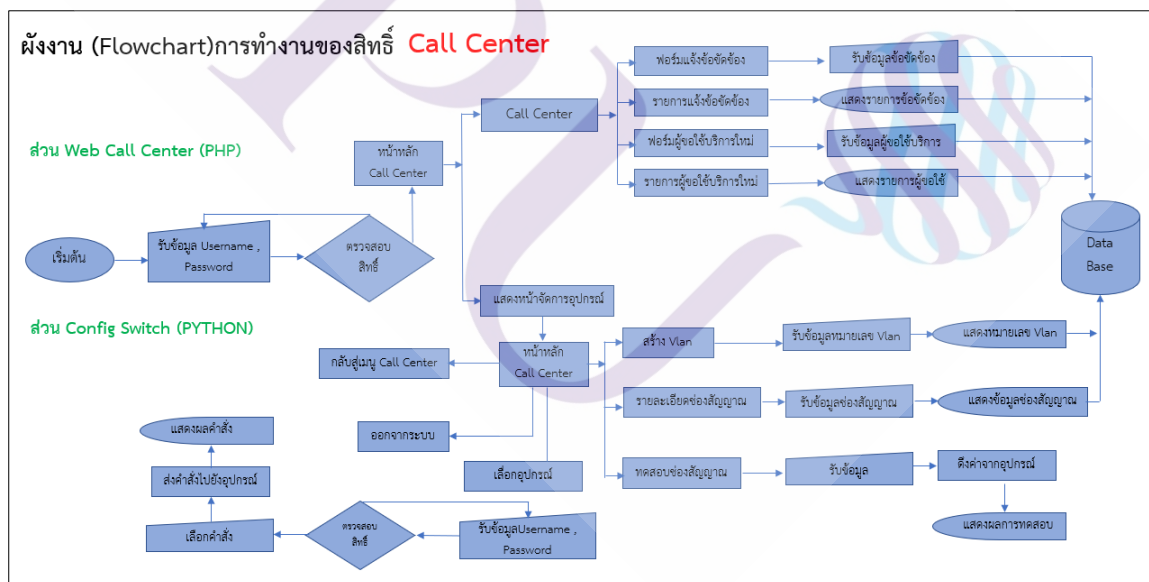 ผังงาน (Flowchart)การทำงานของสิทธิ์ Call Center
ฟอร์มแจ้งข้อขัดข้อง
รับข้อมูลข้อขัดข้อง
รายการแจ้งข้อขัดข้อง
แสดงรายการข้อขัดข้อง
Call Center
ฟอร์มผู้ขอใช้บริการใหม่
รับข้อมูลผู้ขอใช้บริการ
รายการผู้ขอใช้บริการใหม่
แสดงรายการผู้ขอใช้
ส่วน Web Call Center (PHP)
หน้าหลัก
Call Center
เริ่มต้น
รับข้อมูล Username ,
Password
ตรวจสอบ
สิทธิ์
Data
Base
แสดงหน้าจัดการอุปกรณ์
ส่วน Config Switch (PYTHON)
หน้าหลัก
Call Center
กลับสู่เมนู Call Center
สร้าง Vlan
รับข้อมูลหมายเลข Vlan
แสดงหมายเลข Vlan
รายละเอียดช่องสัญญาณ
รับข้อมูลช่องสัญญาณ
แสดงข้อมูลช่องสัญญาณ
ออกจากระบบ
ทดสอบช่องสัญญาณ
รับข้อมูล
ดึงค่าจากอุปกรณ์
แสดงผลการทดสอบ
เลือกอุปกรณ์
แสดงผลคำสั่ง
ส่งคำสั่งไปยังอุปกรณ์
เลือกคำสั่ง
ตรวจสอบ
สิทธิ์
รับข้อมูลUsername ,
Password